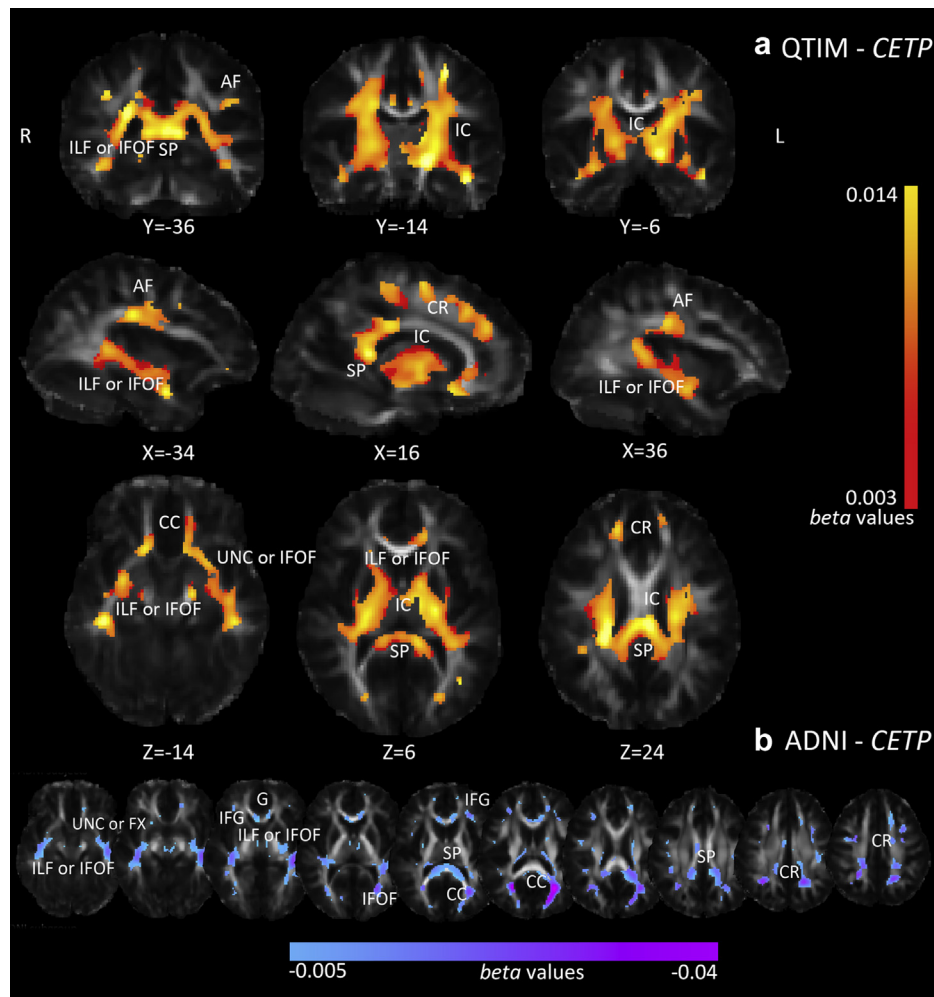 a QTIM - CETP
R
L
AF
ILF or IFOF
SP
IC
IC
Y=-36
Y=-14
Y=-6
0.014
0.003
beta values
AF
ILF or IFOF
CR
IC
SP
AF
ILF or IFOF
X=-34
X=16
X=36
CC
UNC or IFOF
ILF or IFOF
ILF or IFOF
IC
SP
CR
IC
SP
Z=-14
Z=6
Z=24
b ADNI - CETP
UNC or FX
ILF or IFOF
G
IFG
ILF or IFOF
IFOF
IFG
SP
CC
CC
SP
CR
CR
-0.005
beta values
-0.04